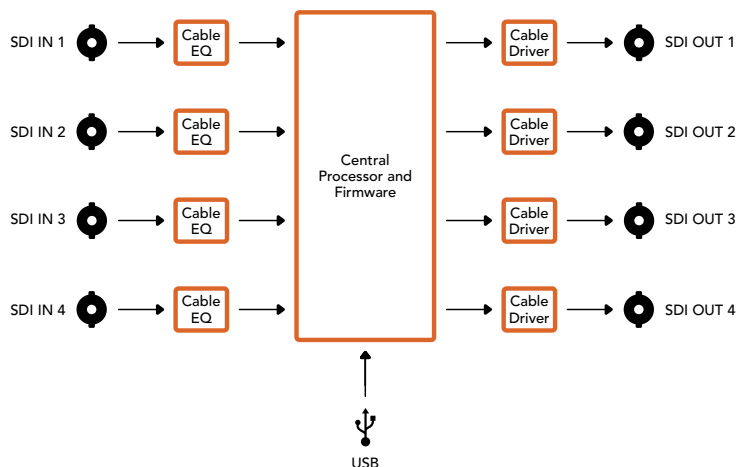 SDI IN 1
Cable
EQ
Cable
Driver
SDI OUT 1
SDI IN 2
Cable
EQ
Cable
Driver
SDI OUT 2
Central
Processor and
Firmware
SDI IN 3
Cable
EQ
Cable
Driver
SDI OUT 3
SDI IN 4
Cable
EQ
Cable
Driver
SDI OUT 4
USB